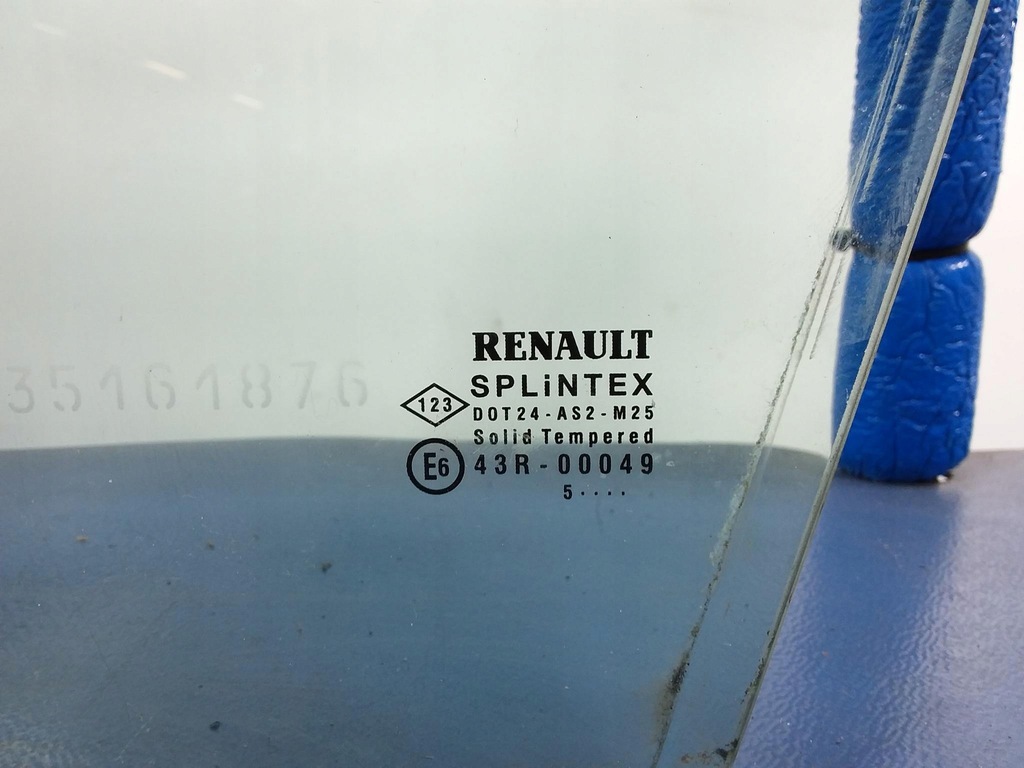 RENAULT
SPLiNTEX
123
DOT24-AS2-M25
Solid Tempered
E6 43R-00049
5····
35161876